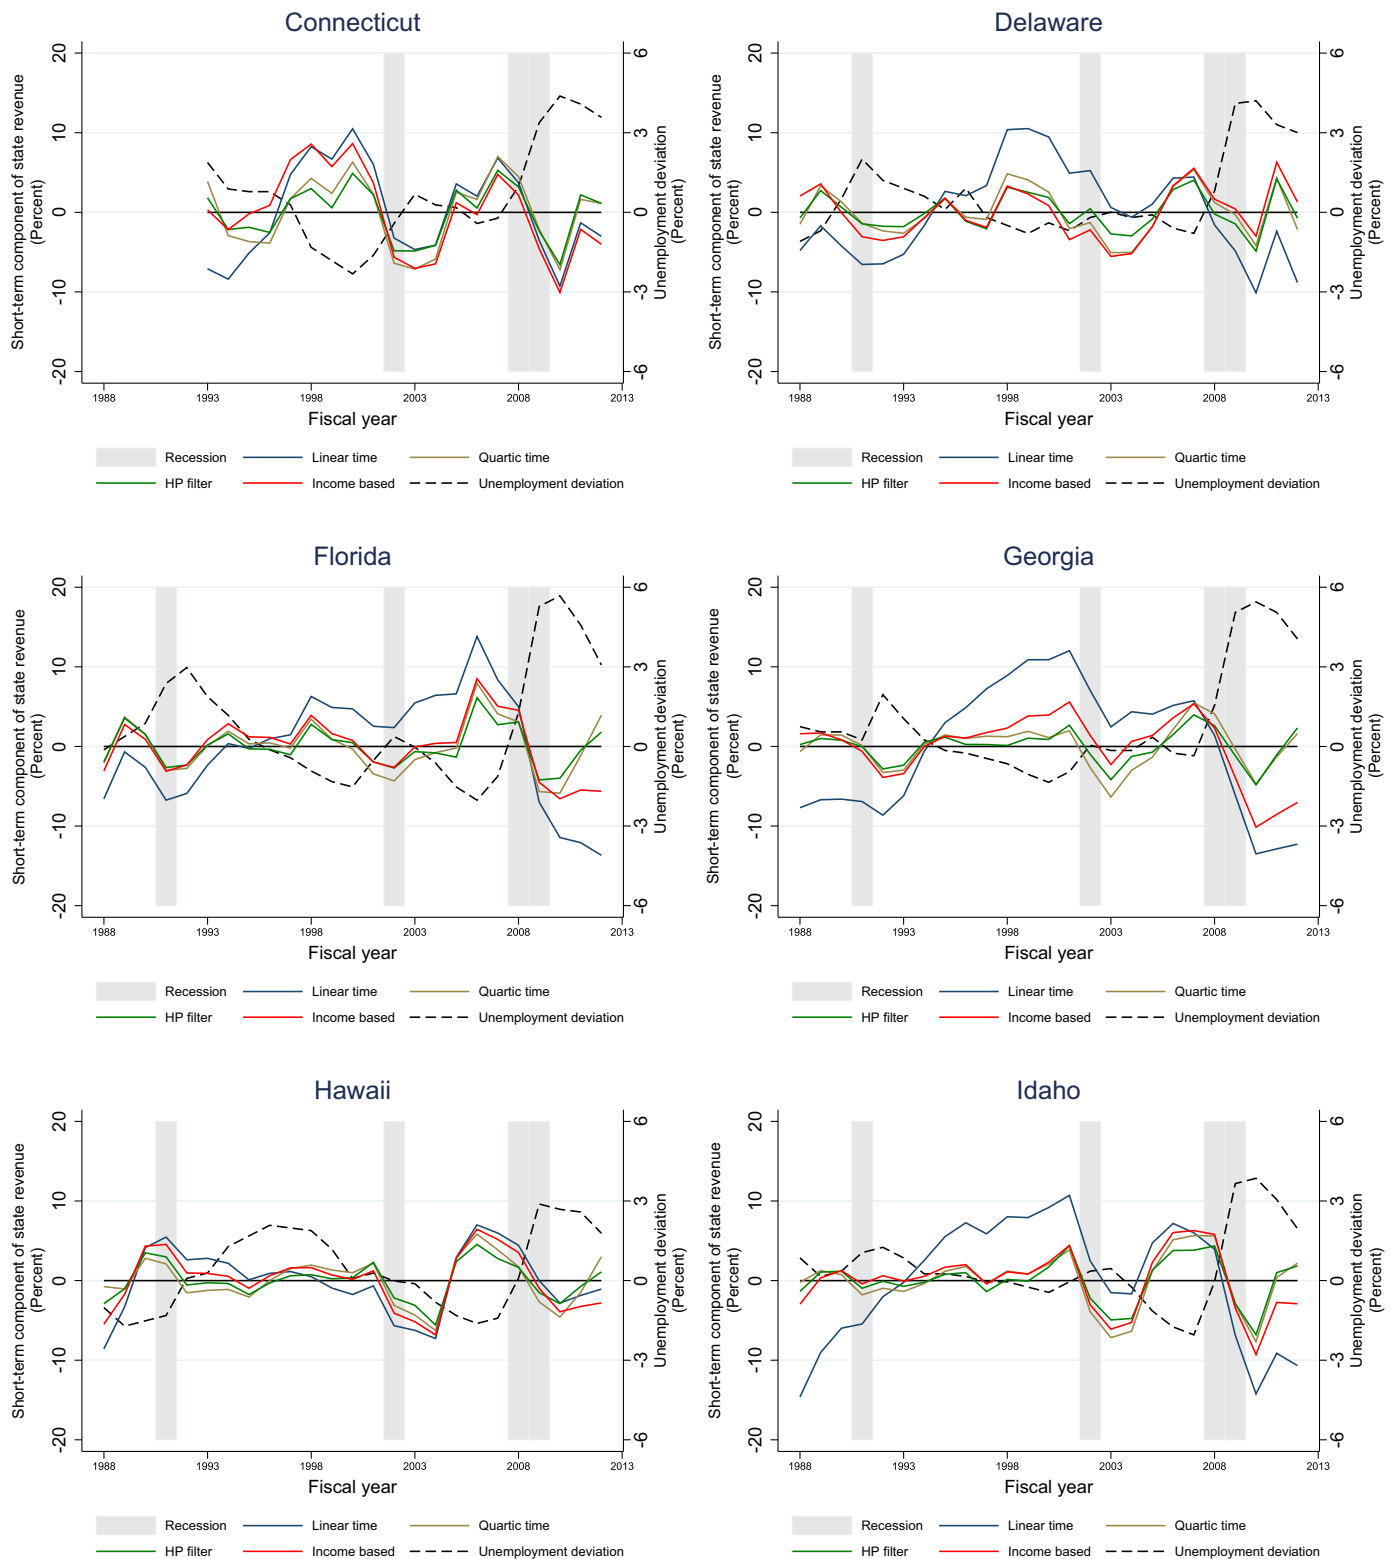 Connecticut
Short-term component of state revenue
(Percent)
20
10
0
-10
-20
6
3
0
-3
-6
Unemployment deviation
(Percent)
1988 1993 1998 2003 2008 2013
Fiscal year
Recession Linear time Quartic time
HP filter Income based Unemployment deviation
Delaware
Short-term component of state revenue
(Percent)
20
10
0
-10
-20
6
3
0
-3
-6
Unemployment deviation
(Percent)
1988 1993 1998 2003 2008 2013
Fiscal year
Recession Linear time Quartic time
HP filter Income based Unemployment deviation
Florida
Short-term component of state revenue
(Percent)
20
10
0
-10
-20
6
3
0
-3
-6
Unemployment deviation
(Percent)
1988 1993 1998 2003 2008 2013
Fiscal year
Recession Linear time Quartic time
HP filter Income based Unemployment deviation
Georgia
Short-term component of state revenue
(Percent)
20
10
0
-10
-20
6
3
0
-3
-6
Unemployment deviation
(Percent)
1988 1993 1998 2003 2008 2013
Fiscal year
Recession Linear time Quartic time
HP filter Income based Unemployment deviation
Hawaii
Short-term component of state revenue
(Percent)
20
10
0
-10
-20
6
3
0
-3
-6
Unemployment deviation
(Percent)
1988 1993 1998 2003 2008 2013
Fiscal year
Recession Linear time Quartic time
HP filter Income based Unemployment deviation
Idaho
Short-term component of state revenue
(Percent)
20
10
0
-10
-20
6
3
0
-3
-6
Unemployment deviation
(Percent)
1988 1993 1998 2003 2008 2013
Fiscal year
Recession Linear time Quartic time
HP filter Income based Unemployment deviation